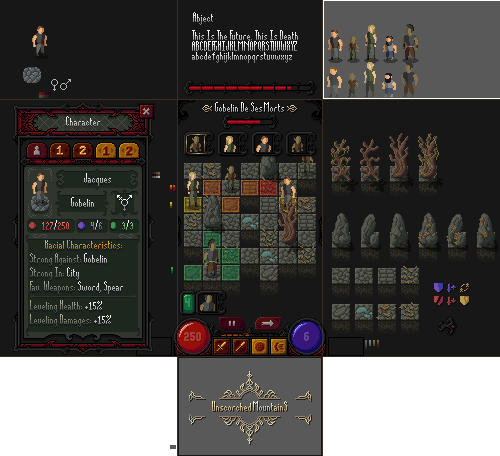 Abject
This Is The Future, This Is Death
ABCDEFGHIJKLMNOPQRSTUVWXYZ
abcdefghijklmnopqrstuvwxyz
Gobelin De Ses Morts
Character
1 2 1 2
Jacques
Gobelin
127/250 4/6 3/3
Racial Characteristics:
Strong Against: Gobelin
Strong In: City
Fav. Weapons: Sword, Spear
Leveling Health: +15%
Leveling Damages: +15%
250
6
Unscorched Mountains